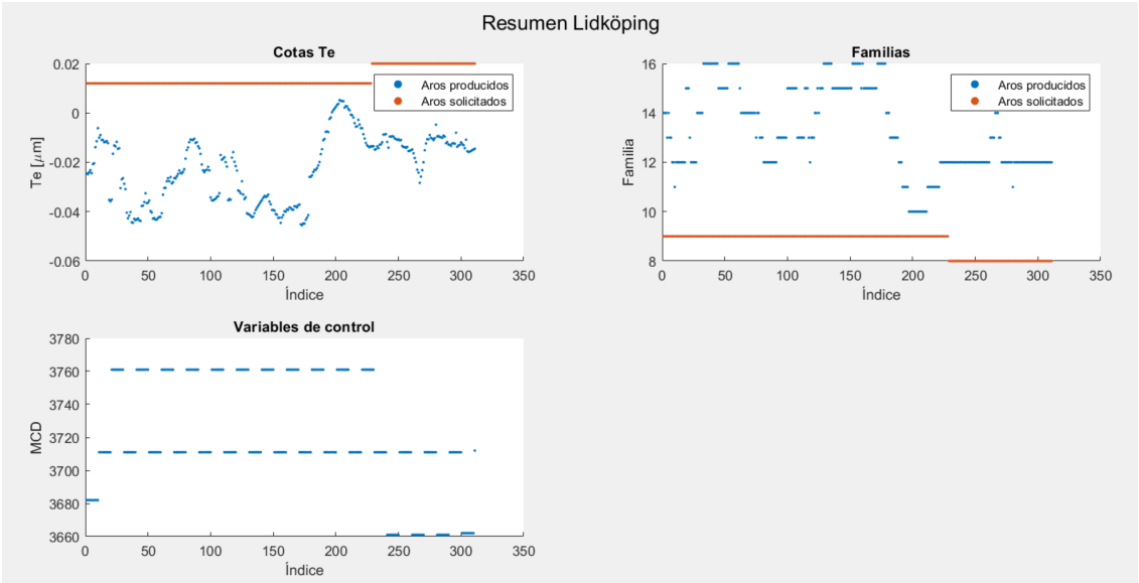 Resumen Lidköping
Cotas Te
0.02
0
-0.02
-0.04
-0.06
Te [μm]
0 50 100 150 200 250 300 350
Índice
Aros producidos
Aros solicitados
Familias
16
14
12
10
8
Familia
0 50 100 150 200 250 300 350
Índice
Aros producidos
Aros solicitados
Variables de control
3780
3760
3740
3720
3700
3680
3660
MCD
0 50 100 150 200 250 300 350
Índice